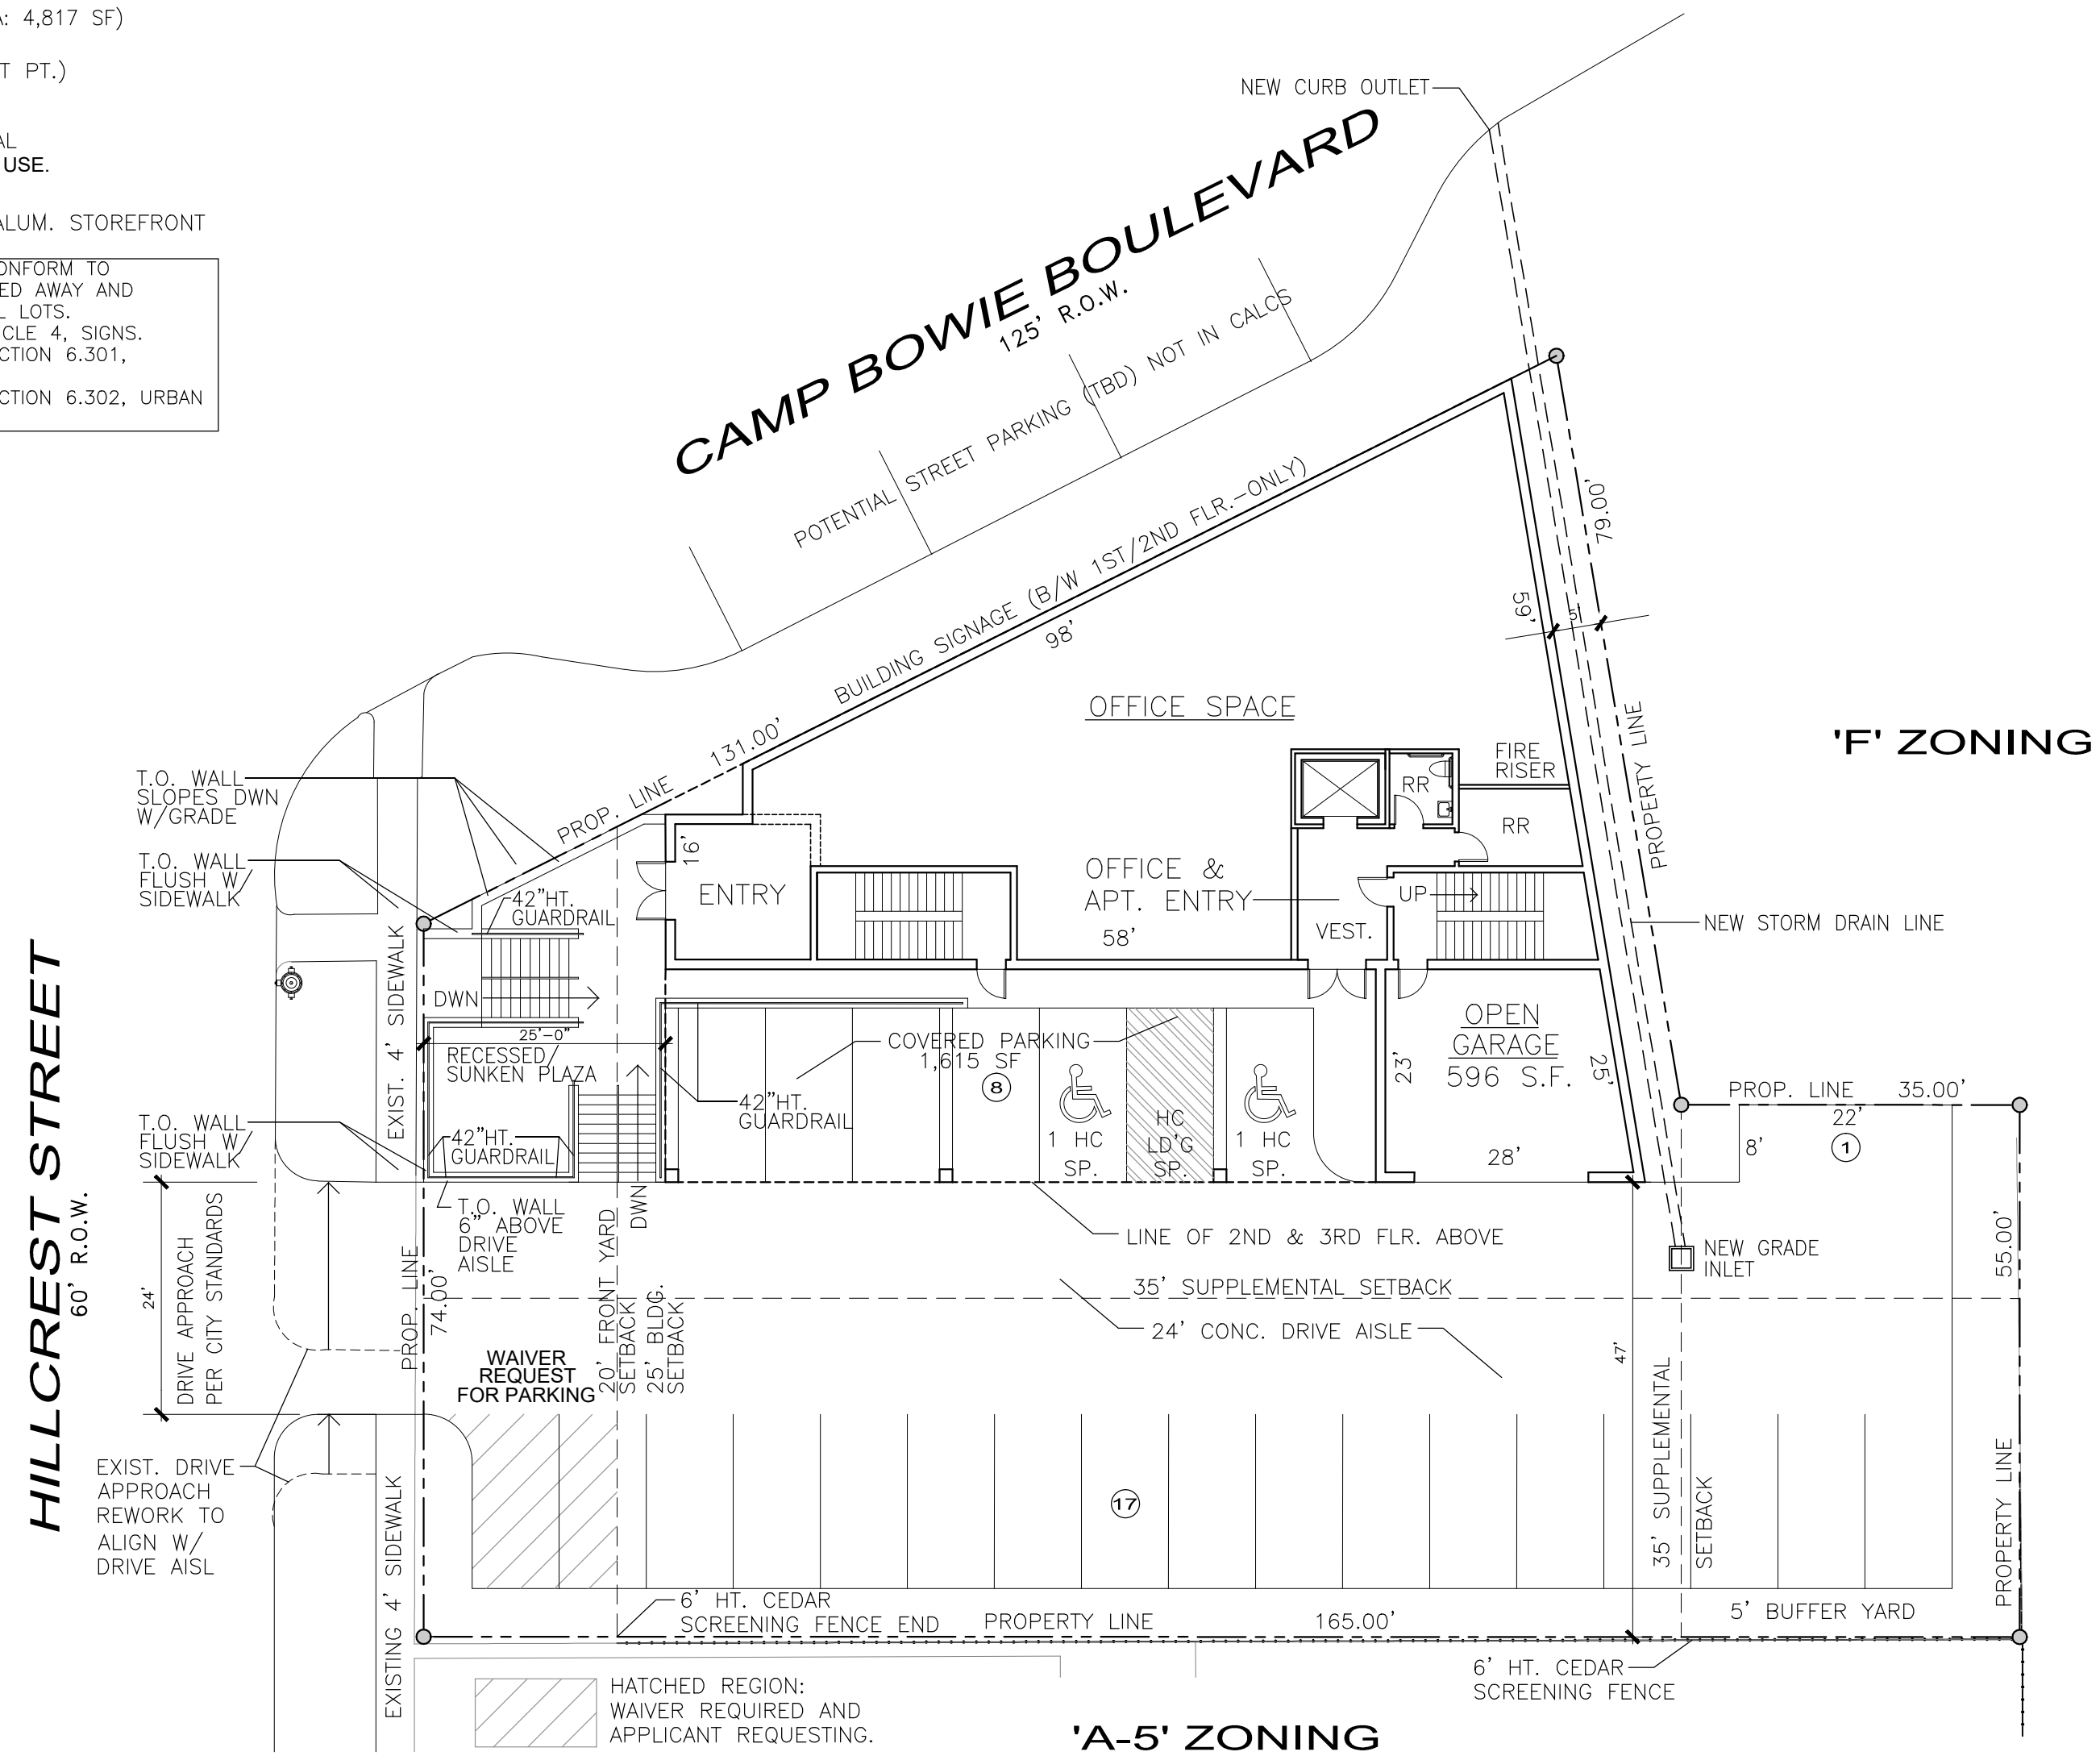 A: 4,817 SF)
T PT.)
AL
USE.
ALUM. STOREFRONT
ONFORM TO
ED AWAY AND
L LOTS.
CLE 4, SIGNS.
CTION 6.301,
CTION 6.302, URBAN
NEW CURB OUTLET
CAMP BOWIE BOULEVARD
125' R.O.W.
POTENTIAL STREET PARKING (TBD) NOT IN CALCS
BUILDING SIGNAGE (B/W 1ST/2ND FLR.-ONLY)
98'
PROP. LINE 131.00'
OFFICE SPACE
59'
5'
79.00'
PROPERTY LINE
'F' ZONING
FIRE
RISER
RR
RR
T.O. WALL
SLOPES DWN
W/GRADE
T.O. WALL
FLUSH W/
SIDEWALK
42"HT.
GUARDRAIL
16'
ENTRY
OFFICE &
APT. ENTRY
58'
VEST.
UP
NEW STORM DRAIN LINE
HILLCREST STREET
60' R.O.W.
EXIST. 4' SIDEWALK
DWN
25'-0"
RECESSED
SUNKEN PLAZA
COVERED PARKING
1,615 SF
8
42"HT.
GUARDRAIL
42"HT.
GUARDRAIL
1 HC
SP.
HC
LD'G
SP.
1 HC
SP.
23'
OPEN
GARAGE
596 S.F.
25'
28'
PROP. LINE 35.00'
22'
8'
1
T.O. WALL
FLUSH W/
SIDEWALK
T.O. WALL
6" ABOVE
DRIVE
AISLE
DWN
LINE OF 2ND & 3RD FLR. ABOVE
NEW GRADE
INLET
55.00'
24'
DRIVE APPROACH
PER CITY STANDARDS
PROP. LINE
74.00'
20' FRONT YARD
SETBACK
25' BLDG.
SETBACK
35' SUPPLEMENTAL SETBACK
24' CONC. DRIVE AISLE
47'
WAIVER
REQUEST
FOR PARKING
35' SUPPLEMENTAL
SETBACK
PROPERTY LINE
EXIST. DRIVE
APPROACH
REWORK TO
ALIGN W/
DRIVE AISL
EXISTING 4' SIDEWALK
17
6' HT. CEDAR
SCREENING FENCE END
PROPERTY LINE 165.00'
5' BUFFER YARD
6' HT. CEDAR
SCREENING FENCE
HATCHED REGION:
WAIVER REQUIRED AND
APPLICANT REQUESTING.
'A-5' ZONING